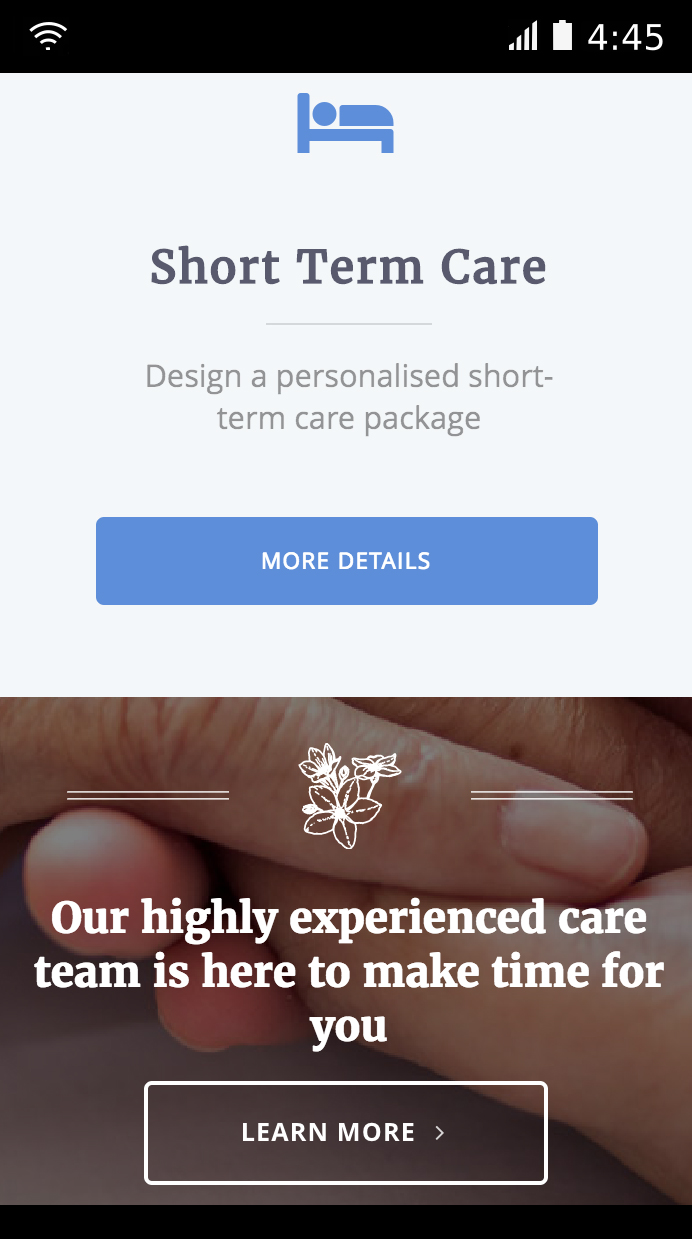 4:45
Short Term Care
Design a personalised short-
term care package
MORE DETAILS
Our highly experienced care
team is here to make time for
you
LEARN MORE